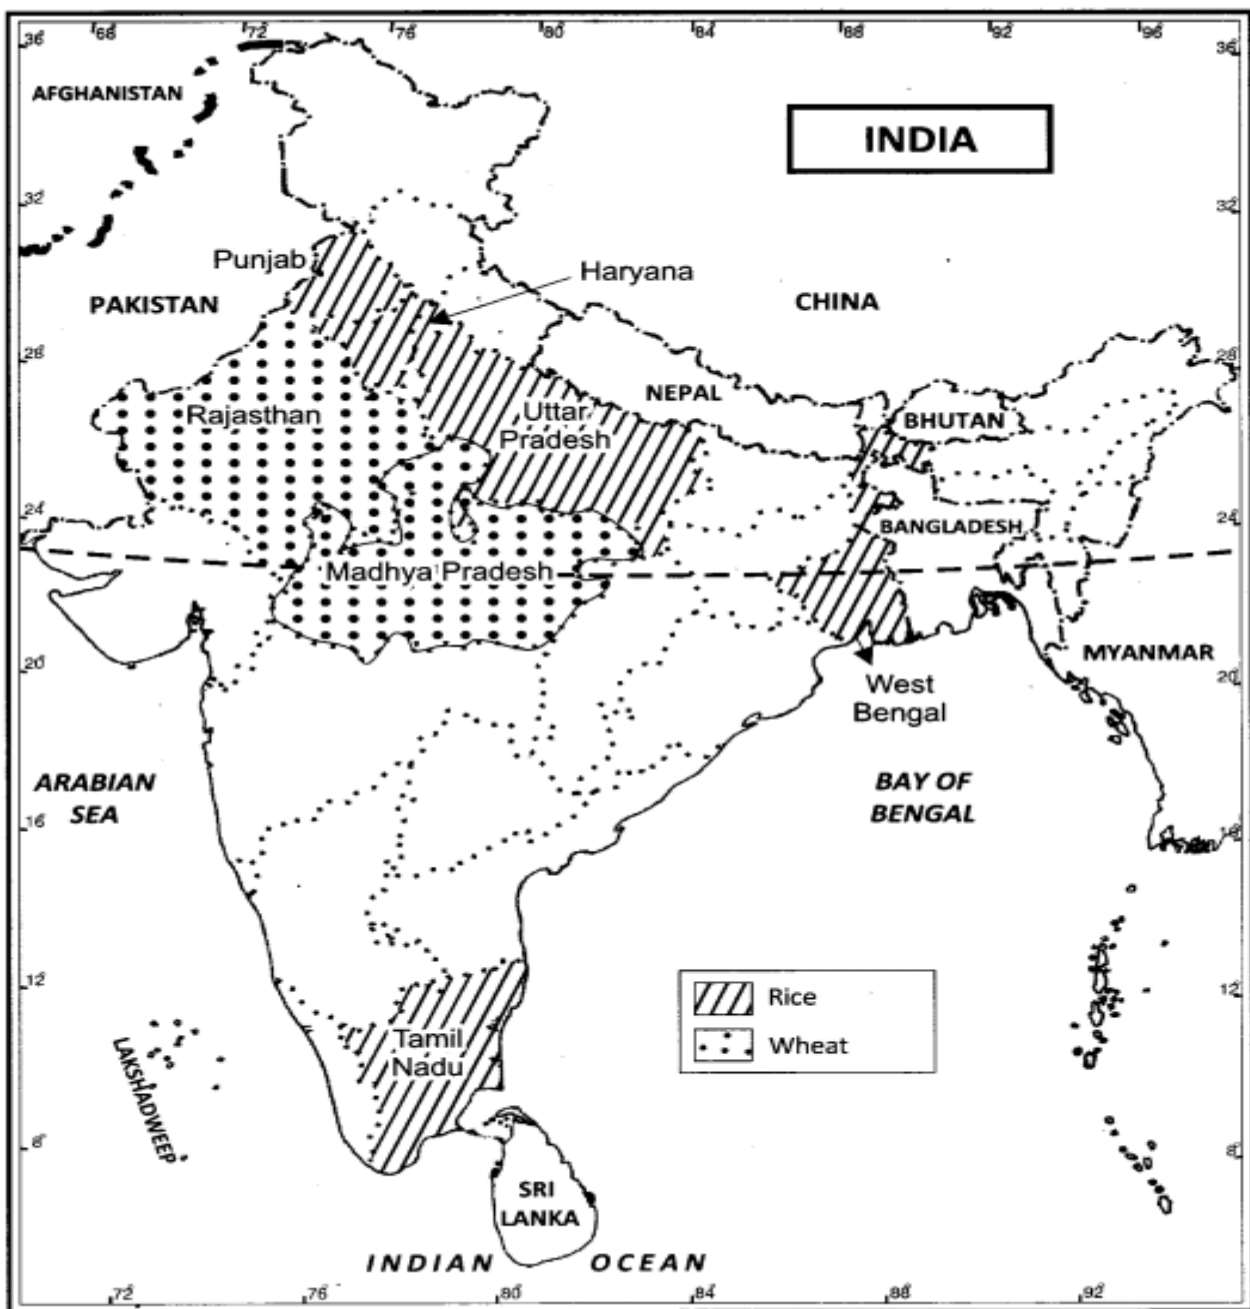 68 72 76 80 84 88 92 96
36 36
AFGHANISTAN
INDIA
32 32
Punjab
Haryana
PAKISTAN
CHINA
28 28
NEPAL
BHUTAN
Rajasthan
Uttar
Pradesh
24 24
BANGLADESH
Madhya Pradesh
MYANMAR
20 20
West
Bengal
ARABIAN
SEA
BAY OF
BENGAL
16 16
12 12
Rice
Wheat
Tamil
Nadu
LAKSHADWEEP
8 8
SRI
LANKA
INDIAN OCEAN
72 76 80 84 88 92